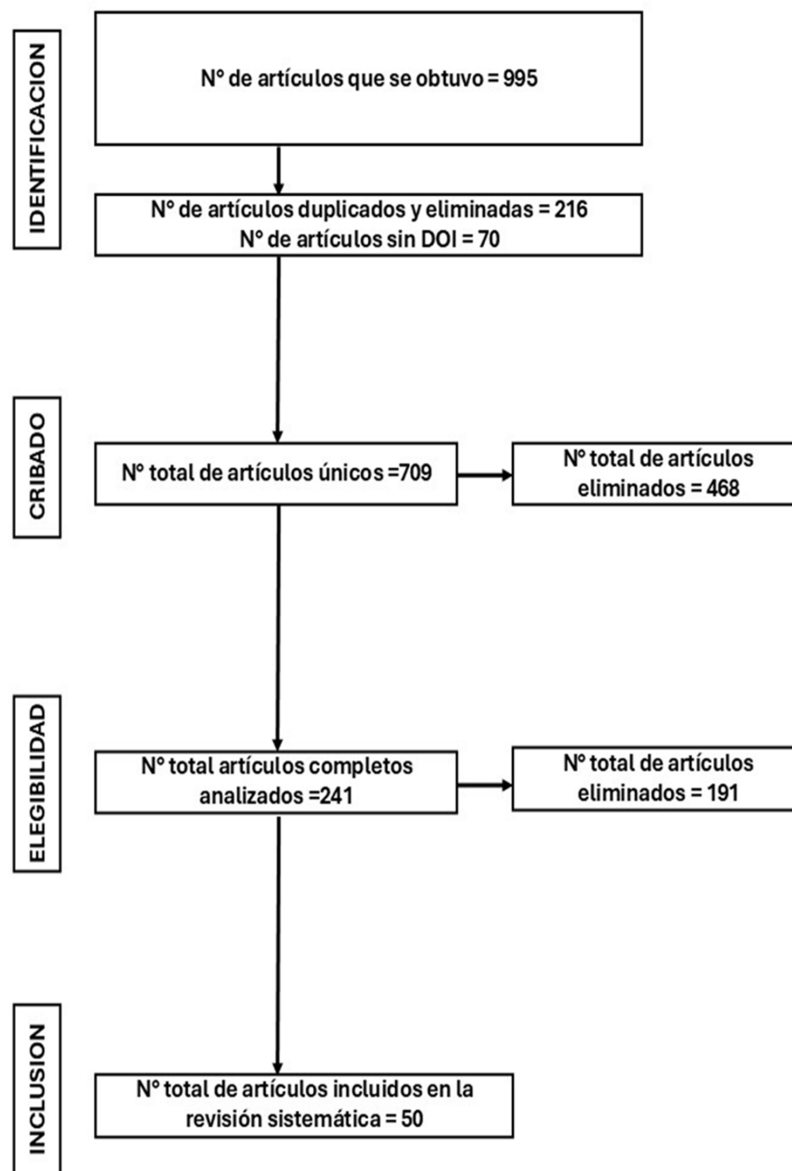 IDENTIFICACION
N° de artículos que se obtuvo = 995
N° de artículos duplicados y eliminadas = 216
N° de artículos sin DOI = 70
CRIBADO
N° total de artículos únicos =709
N° total de artículos
eliminados = 468
ELEGIBILIDAD
N° total artículos completos
analizados =241
N° total de artículos
eliminados = 191
INCLUSION
N° total de artículos incluidos en la
revisión sistemática = 50